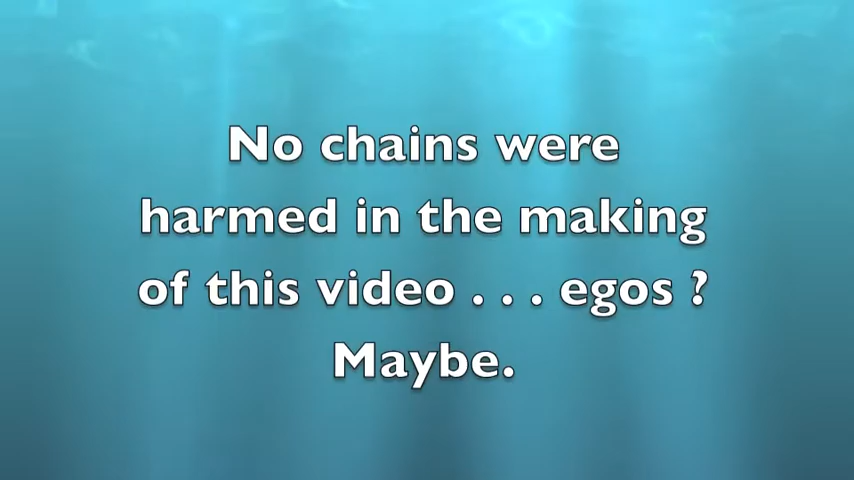 No chains were
harmed in the making
of this video . . . egos ?
Maybe.